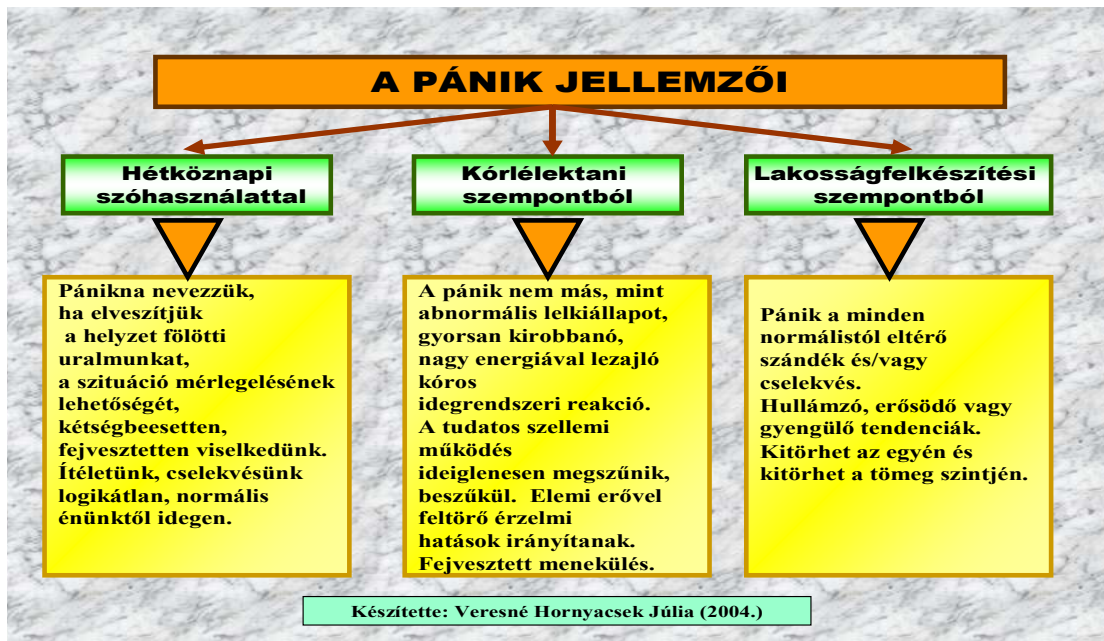 A PÁNIK JELLEMZŐI
Hétköznapi
szóhasználattal
Pánikna nevezzük,
ha elveszítjük
a helyzet fölötti
uralmunkat,
a szituáció mérlegelésének
lehetőségét,
kétségbeesetten,
fejvesztetten viselkedünk.
Ítéletünk, cselekvésünk
logikátlan, normális
énünktől idegen.
Kórlélektani
szempontból
A pánik nem más, mint
abnormális lelkiállapot,
gyorsan kirobbanó,
nagy energiával lezajló
kóros
idegrendszeri reakció.
A tudatos szellemi
működés
ideiglenesen megszűnik,
beszűkül. Elemi erővel
feltörő érzelmi
hatások irányítanak.
Fejvesztett menekülés.
Lakosságfelkészítési
szempontból
Pánik a minden
normálistól eltérő
szándék és/vagy
cselekvés.
Hullámzó, erősödő vagy
gyengülő tendenciák.
Kitörhet az egyén és
kitörhet a tömeg szintjén.
Készítette: Veresné Hornyacsek Júlia (2004.)